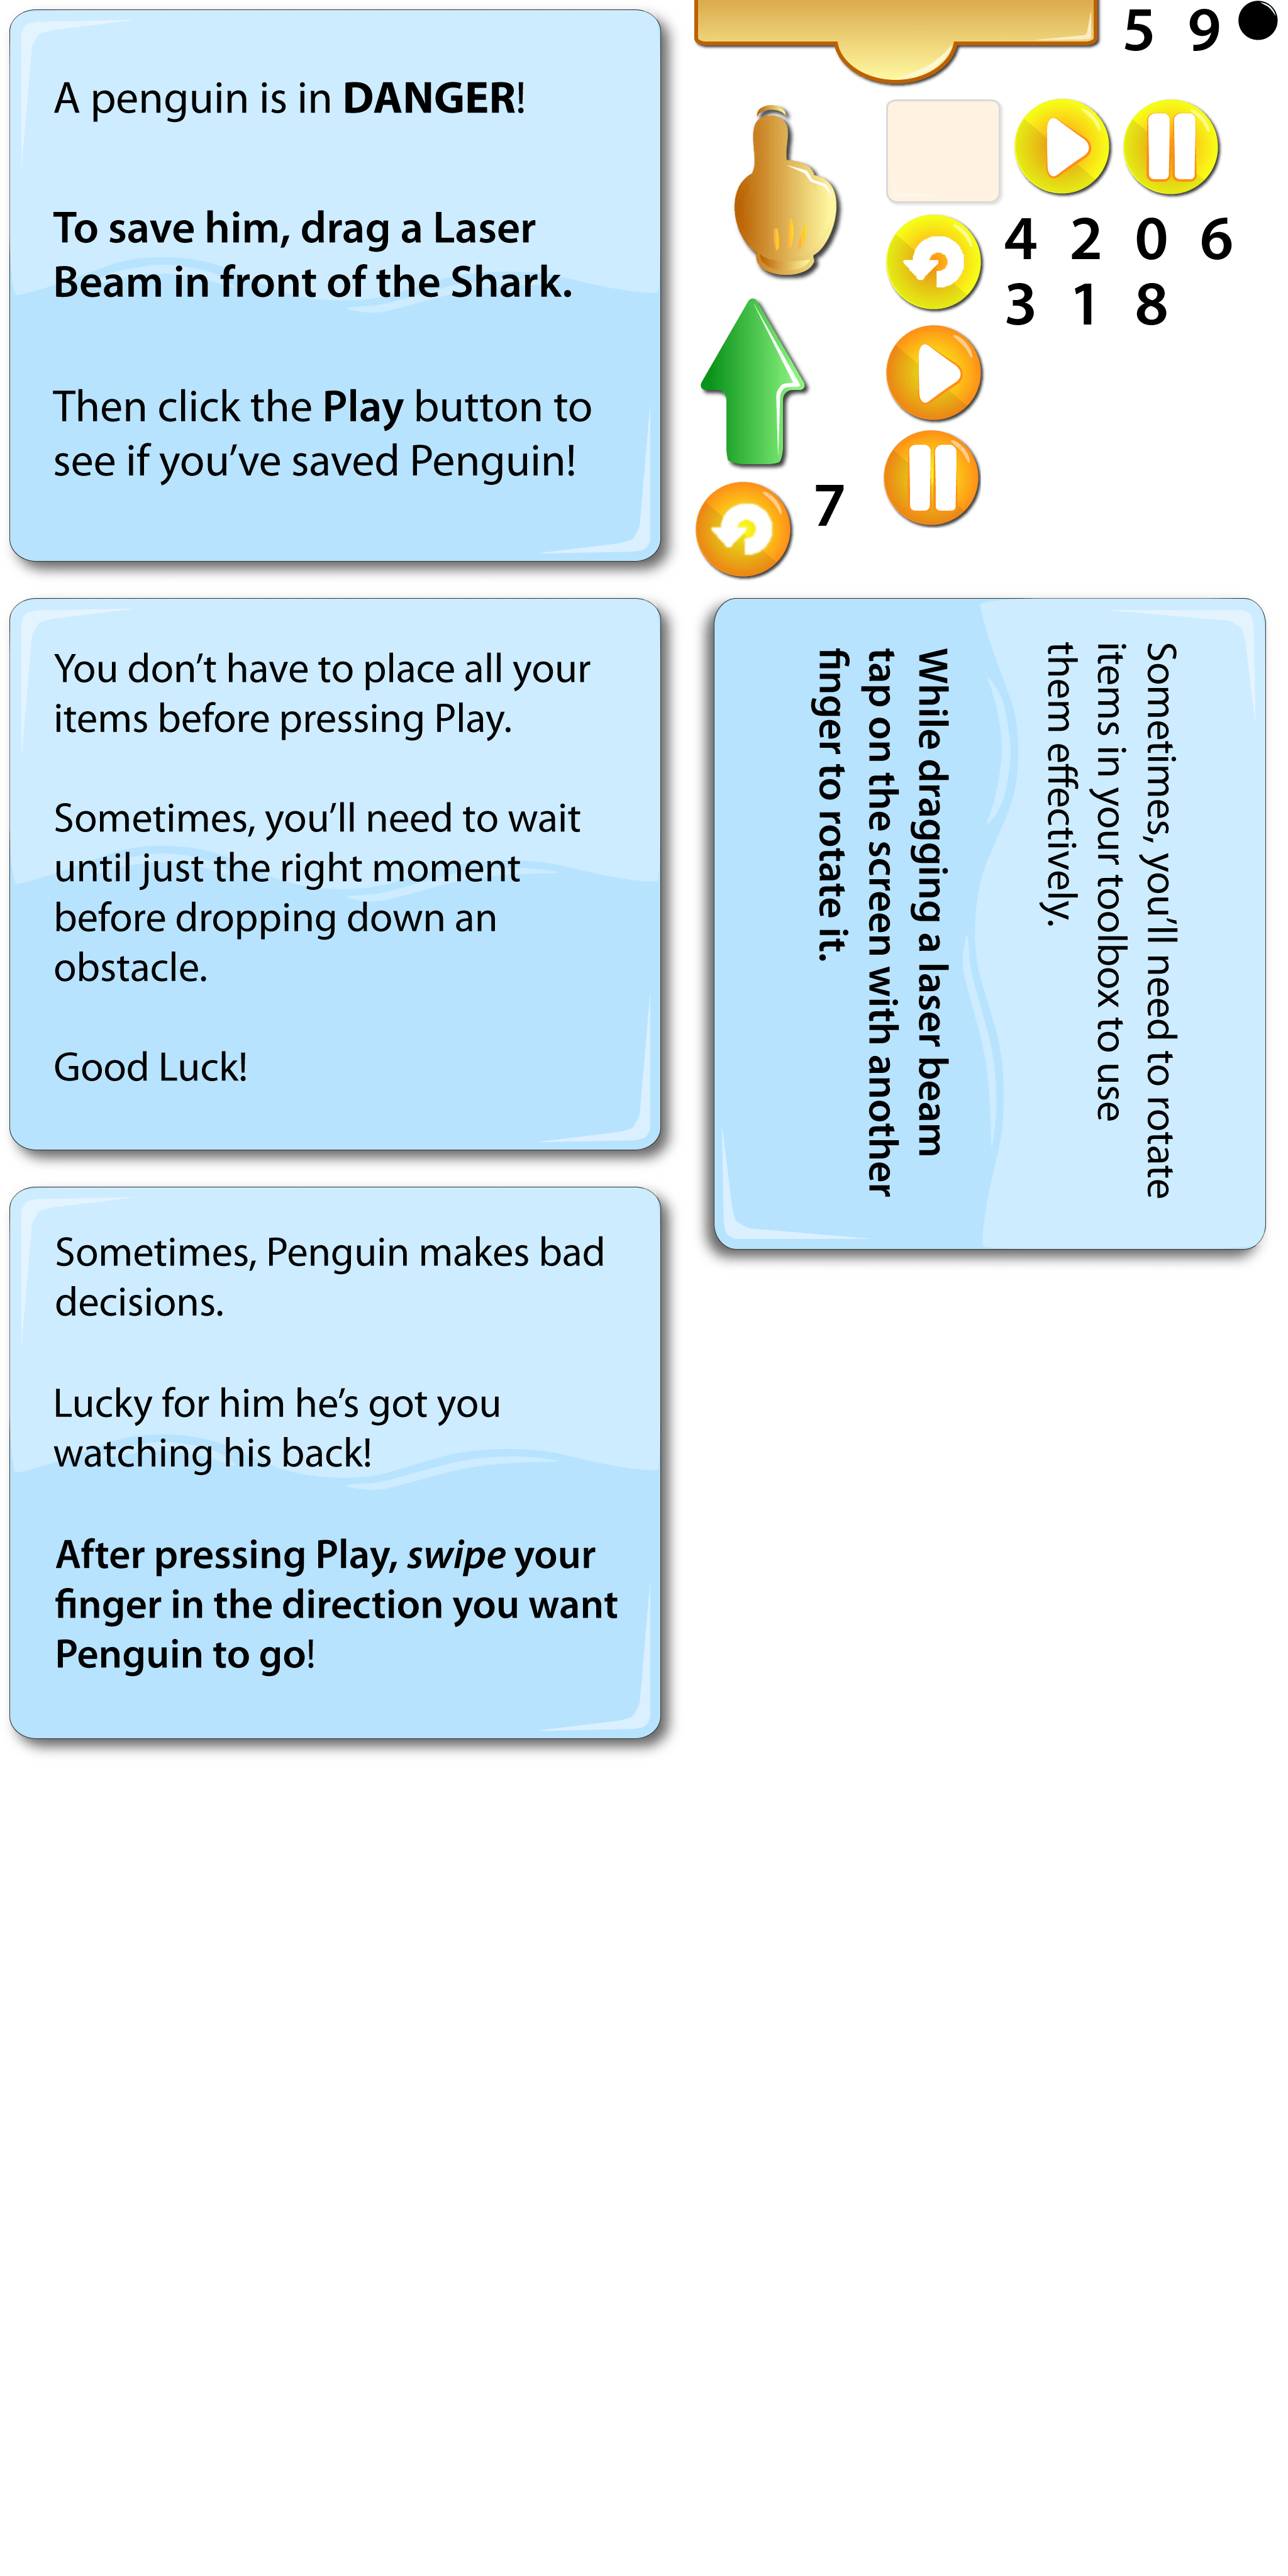 A penguin is in DANGER!
To save him, drag a Laser
Beam in front of the Shark.
Then click the Play button to
see if you’ve saved Penguin!
5 9
4 2 0 6
3 1 8
7
You don’t have to place all your
items before pressing Play.
Sometimes, you’ll need to wait
until just the right moment
before dropping down an
obstacle.
Good Luck!
Sometimes, you’ll need to rotate
items in your toolbox to use
them effectively.
While dragging a laser beam
tap on the screen with another
finger to rotate it.
Sometimes, Penguin makes bad
decisions.
Lucky for him he’s got you
watching his back!
After pressing Play, swipe your
finger in the direction you want
Penguin to go!